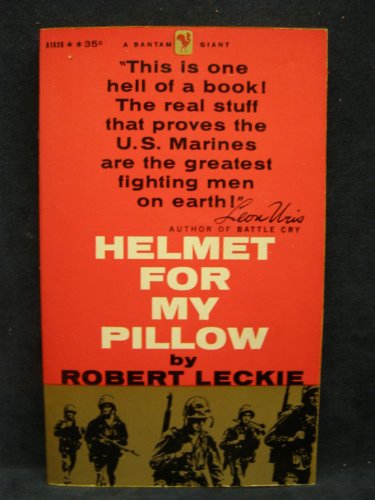 A1826 ★★ 35¢ A BANTAM GIANT
"This is one
hell of a book!
The real stuff
that proves the
U.S. Marines
are the greatest
fighting men
on earth!" Leon Uris
AUTHOR OF BATTLE CRY
HELMET
FOR
MY
PILLOW
by
ROBERT LECKIE